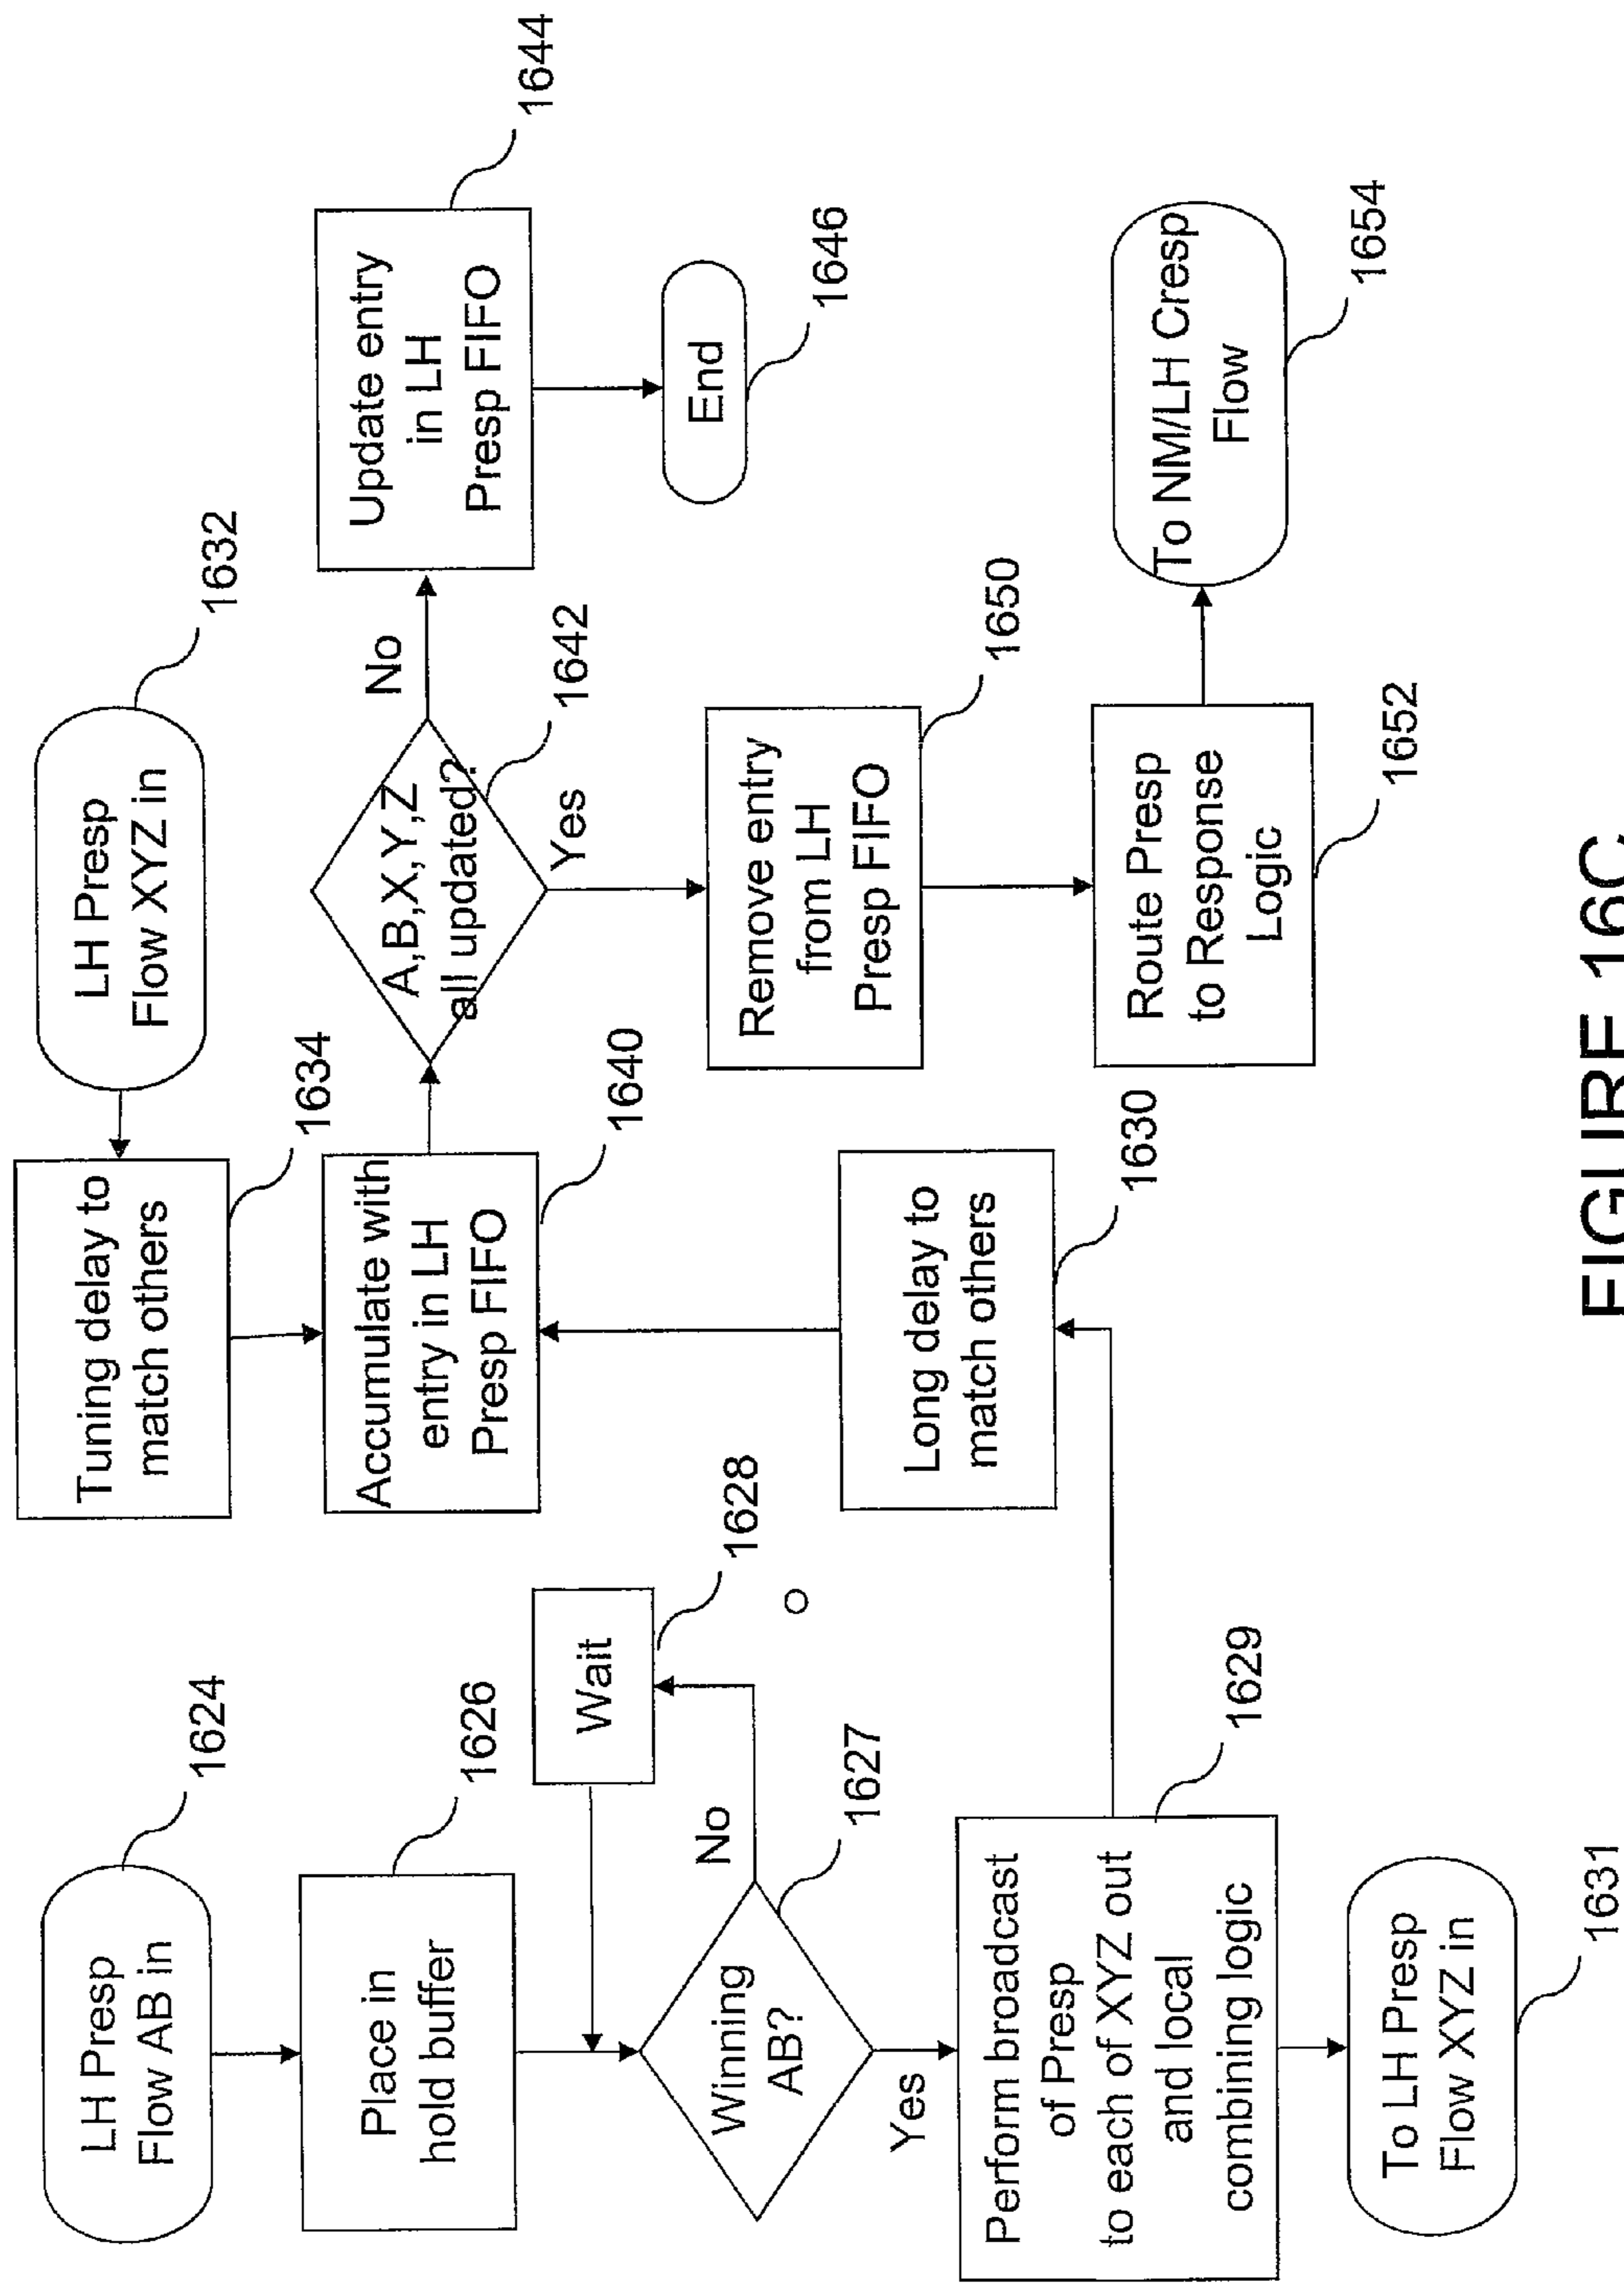 LH Presp
Flow AB in
1624
Place in
hold buffer
1626
Wait
1628
Winning
AB?
1627
No
Yes
Perform broadcast
of Presp
to each of XYZ out
and local
combining logic
1629
To LH Presp
Flow XYZ in
1631
LH Presp
Flow XYZ in
1632
Tuning delay to
match others
1634
Accumulate with
entry in LH
Presp FIFO
1640
Long delay to
match others
1630
A,B,X,Y,Z
all updated?
1642
No
Yes
Update entry
in LH
Presp FIFO
1644
End
1646
Remove entry
from LH
Presp FIFO
1650
Route Presp
to Response
Logic
1652
To NM/LH Cresp
Flow
1654
FIGURE 16C